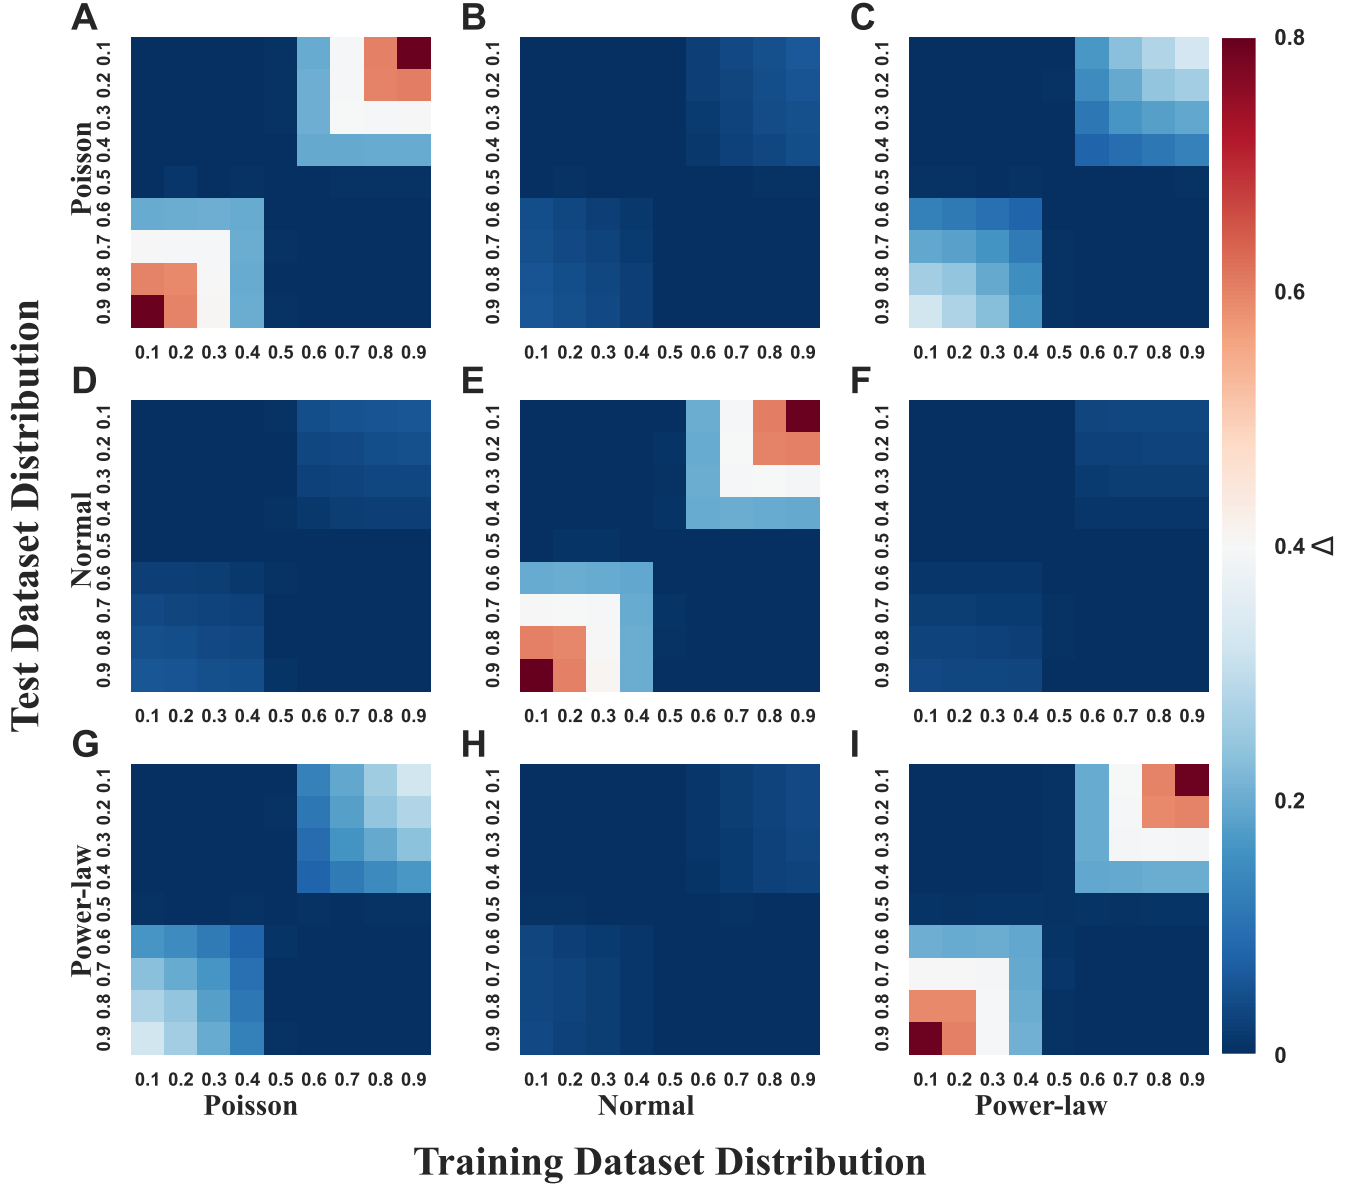 A B C
0.1 0.2 0.3 0.4 0.5 0.6 0.7 0.8 0.9
Poisson
0.1 0.2 0.3 0.4 0.5 0.6 0.7 0.8 0.9
0.1 0.2 0.3 0.4 0.5 0.6 0.7 0.8 0.9
0.1 0.2 0.3 0.4 0.5 0.6 0.7 0.8 0.9
0.1 0.2 0.3 0.4 0.5 0.6 0.7 0.8 0.9
0.1 0.2 0.3 0.4 0.5 0.6 0.7 0.8 0.9
D E F
0.1 0.2 0.3 0.4 0.5 0.6 0.7 0.8 0.9
Normal
0.1 0.2 0.3 0.4 0.5 0.6 0.7 0.8 0.9
0.1 0.2 0.3 0.4 0.5 0.6 0.7 0.8 0.9
0.1 0.2 0.3 0.4 0.5 0.6 0.7 0.8 0.9
0.1 0.2 0.3 0.4 0.5 0.6 0.7 0.8 0.9
0.1 0.2 0.3 0.4 0.5 0.6 0.7 0.8 0.9
G H I
0.1 0.2 0.3 0.4 0.5 0.6 0.7 0.8 0.9
Power-law
0.1 0.2 0.3 0.4 0.5 0.6 0.7 0.8 0.9
0.1 0.2 0.3 0.4 0.5 0.6 0.7 0.8 0.9
0.1 0.2 0.3 0.4 0.5 0.6 0.7 0.8 0.9
0.1 0.2 0.3 0.4 0.5 0.6 0.7 0.8 0.9
0.1 0.2 0.3 0.4 0.5 0.6 0.7 0.8 0.9
Poisson Normal Power-law
Training Dataset Distribution
Test Dataset Distribution
0.8
0.6
0.4
0.2
0
Δ